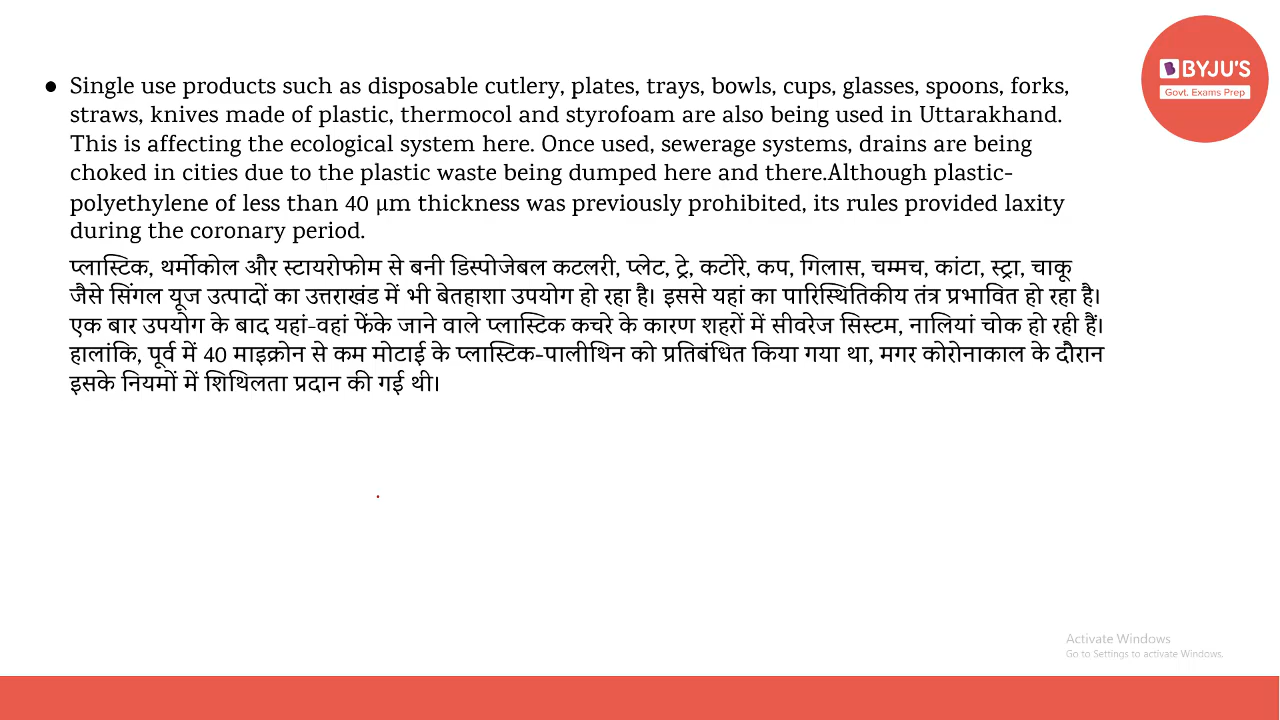 BYJU'S
Govt. Exams Prep
● Single use products such as disposable cutlery, plates, trays, bowls, cups, glasses, spoons, forks,
straws, knives made of plastic, thermocol and styrofoam are also being used in Uttarakhand.
This is affecting the ecological system here. Once used, sewerage systems, drains are being
choked in cities due to the plastic waste being dumped here and there.Although plastic-
polyethylene of less than 40 µm thickness was previously prohibited, its rules provided laxity
during the coronary period.
प्लास्टिक, थर्मोकोल और स्टायरोफोम से बनी डिस्पोजेबल कटलरी, प्लेट, ट्रे, कटोरे, कप, गिलास, चम्मच, कांटा, स्ट्रा, चाकू
जैसे सिंगल यूज उत्पादों का उत्तराखंड में भी बेतहाशा उपयोग हो रहा है। इससे यहां का पारिस्थितिकीय तंत्र प्रभावित हो रहा है।
एक बार उपयोग के बाद यहां-वहां फेंके जाने वाले प्लास्टिक कचरे के कारण शहरों में सीवरेज सिस्टम, नालियां चोक हो रही हैं।
हालांकि, पूर्व में 40 माइक्रोन से कम मोटाई के प्लास्टिक-पालीथिन को प्रतिबंधित किया गया था, मगर कोरोनाकाल के दौरान
इसके नियमों में शिथिलता प्रदान की गई थी।
Activate Windows
Go to Settings to activate Windows.